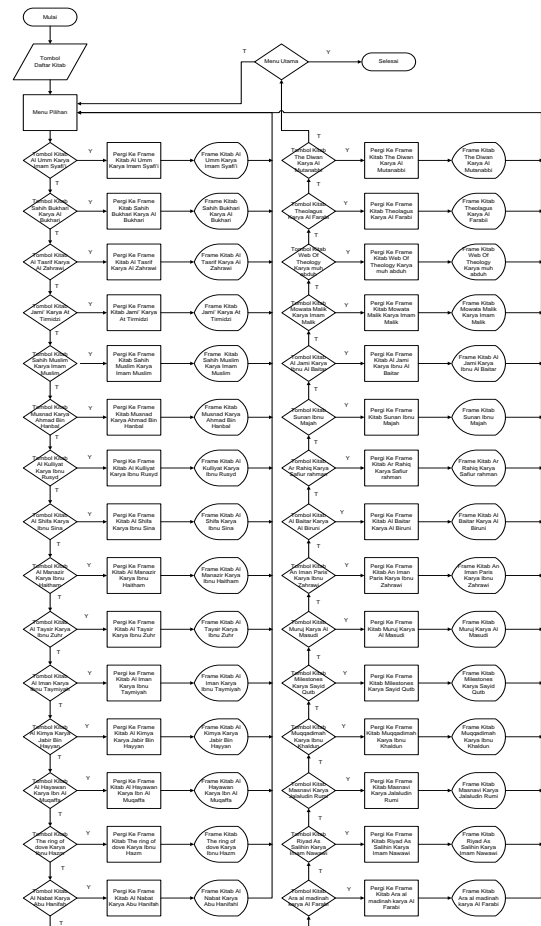 Mulai
Tombol
Daftar Kitab
Menu Pilihan
T
Menu Utama
Y
Selesai
Tombol Kitab
Al Umm Karya
Imam Syafi'i
Y
Pergi Ke Frame
Kitab Al Umm
Karya Imam Syafi'i
Frame Kitab Al
Umm Karya
Imam Syafi'i
T
Tombol Kitab
Sahih Bukhari
Karya Al
Bukhari
Y
Pergi Ke Frame
Kitab Sahih
Bukhari Karya Al
Bukhari
Frame Kitab
Sahih Bukhari
Karya Al
Bukhari
T
Tombol Kitab
Al Tasrif Karya
Al Zahrawi
Y
Pergi Ke Frame
Kitab Al Tasrif
Karya Al Zahrawi
Frame Kitab Al
Tasrif Karya Al
Zahrawi
T
Tombol Kitab
Jami' Karya At
Tirmidzi
Y
Pergi Ke Frame
Kitab Jami' Karya
At Tirmidzi
Frame Kitab
Jami' Karya At
Tirmidzi
T
Tombol Kitab
Sahih Muslim
Karya Imam
Muslim
Y
Pergi Ke Frame
Kitab Sahih
Muslim Karya
Imam Muslim
Frame Kitab
Sahih Muslim
Karya Imam
Muslim
T
Tombol Kitab
Musnad Karya
Ahmad Bin
Hanbal
Y
Pergi Ke Frame
Kitab Musnad
Karya Ahmad Bin
Hanbal
Frame Kitab
Musnad Karya
Ahmad Bin
Hanbal
T
Tombol Kitab
Al Kulliyat
Karya Ibnu
Rusyd
Y
Pergi Ke Frame
Kitab Al Kulliyat
Karya Ibnu Rusyd
Frame Kitab Al
Kulliyat Karya
Ibnu Rusyd
T
Tombol Kitab
Al Shifa Karya
Ibnu Sina
Y
Pergi Ke Frame
Kitab Al Shifa
Karya Ibnu Sina
Frame Kitab Al
Shifa Karya
Ibnu Sina
T
Tombol Kitab
Al Manazir
Karya Ibnu
Haitham
Y
Pergi Ke Frame
Kitab Al Manazir
Karya Ibnu
Haitham
Frame Kitab Al
Manazir Karya
Ibnu Haitham
T
Tombol Kitab
Al Taysir Karya
Ibnu Zuhr
Y
Pergi Ke Frame
Kitab Al Taysir
Karya Ibnu Zuhr
Frame Kitab Al
Taysir Karya
Ibnu Zuhr
T
Tombol Kitab
Al Iman Karya
Ibnu Taymiyah
Y
Pergi ke Frame
Kitab Al Iman
Karya Ibnu
Taymiyah
Frame Kitab Al
Iman Karya
Ibnu Taymiyah
T
Tombol Kitab
Al Kimya Karya
Jabir Bin
Hayyan
Y
Pergi ke Frame
Kitab Al Kimya
Karya Jabir Bin
Hayyan
Frame Kitab Al
Kimya Karya
Jabir Bin
Hayyan
T
Tombol Kitab
Al Hayawan
Karya Ibn Al
Muqaffa
Y
Pergi ke Frame
Kitab Al Hayawan
Karya Ibn Al
Muqaffa
Frame Kitab Al
Hayawan
Karya Ibn Al
Muqaffa
T
Tombol Kitab
The ring of
dove Karya
Ibnu Hazm
Y
Pergi Ke Frame
Kitab The ring of
dove Karya Ibnu
Hazm
Frame Kitab
The ring of
dove Karya
Ibnu Hazm
T
Tombol Kitab
Al Nabat Karya
Abu Hanifah
Y
Pergi Ke Frame
Kitab Al Nabat
Karya Abu Hanifah
Frame Kitab Al
Nabat Karya
Abu Hanifahl
T
T
Tombol Kitab
The Diwan
Karya Al
Mutanabbi
Y
Pergi Ke Frame
Kitab The Diwan
Karya Al
Mutanabbi
Frame Kitab
The Diwan
Karya Al
Mutanabbi
T
Tombol Kitab
Theolagus
Karya Al Farabi
Y
Pergi Ke Frame
Kitab Theolagus
Karya Al Farabi
Frame Kitab
Theolagus
Karya Al
Farabii
T
Tombol Kitab
Web Of
Theology
Karya muh
abduh
Y
Pergi Ke Frame
Kitab Web Of
Theology Karya
muh abduh
Frame Kitab
Web Of
Theology
Karya muh
abduh
T
Tombol Kitab
Mowata Malik
Karya Imam
Malik
Y
Pergi Ke Frame
Kitab Mowata
Malik Karya Imam
Malik
Frame Kitab
Mowata Malik
Karya Imam
Malik
T
Tombol Kitab
Al Jami Karya
Ibnu Al Baitar
Y
Pergi Ke Frame
Kitab Al Jami
Karya Ibnu Al
Baitar
Frame Kitab Al
Jami Karya
Ibnu Al Baitar
T
Tombol Kitab
Sunan Ibnu
Majah
Y
Pergi Ke Frame
Kitab Sunan Ibnu
Majah
Frame Kitab
Sunan Ibnu
Majah
T
Tombol Kitab
Ar Rahiq Karya
Safiur rahman
Y
Pergi Ke Frame
Kitab Ar Rahiq
Karya Safiur
rahman
Frame Kitab Ar
Rahiq Karya
Safiur rahman
T
Tombol Kitab
Al Baitar Karya
Al Biruni
Y
Pergi Ke Frame
Kitab Al Baitar
Karya Al Biruni
Frame Kitab Al
Baitar Karya Al
Biruni
T
Tombol Kitab
An Iman Paris
Karya Ibnu
Zahrawi
Y
Pergi Ke Frame
Kitab An Iman
Paris Karya Ibnu
Zahrawi
Frame Kitab An
Iman Paris
Karya Ibnu
Zahrawi
T
Tombol Kitab
Muruj Karya Al
Masudi
Y
Pergi Ke Frame
Kitab Muruj Karya
Al Masudi
Frame Kitab
Muruj Karya Al
Masudi
T
Tombol Kitab
Milestones
Karya Sayid
Qutb
Y
Pergi Ke Frame
Kitab Milestones
Karya Sayid Qutb
Frame Kitab
Milestones
Karya Sayid
Qutb
T
Tombol Kitab
Muqqadimah
Karya Ibnu
Khaldun
Y
Pergi Ke Frame
Kitab Muqqadimah
Karya Ibnu
Khaldun
Frame Kitab
Muqqadimah
Karya Ibnu
Khaldun
T
Tombol Kitab
Masnavi Karya
Jalaludin Rumi
Y
Pergi Ke Frame
Kitab Masnavi
Karya Jalaludin
Rumi
Frame Kitab
Masnavi Karya
Jalaludin Rumi
T
Tombol Kitab
Riyad As
Salihin Karya
Imam Nawawi
Y
Pergi Ke Frame
Kitab Riyad As
Salihin Karya
Imam Nawawi
Frame Kitab
Riyad As
Salihin Karya
Imam Nawawi
T
Tombol Kitab
Ara al madinah
karya Al Farabi
Y
Pergi Ke Frame
Kitab Ara al
madinah karya Al
Farabi
Frame Kitab
Ara al madinah
karya Al Farabi
T